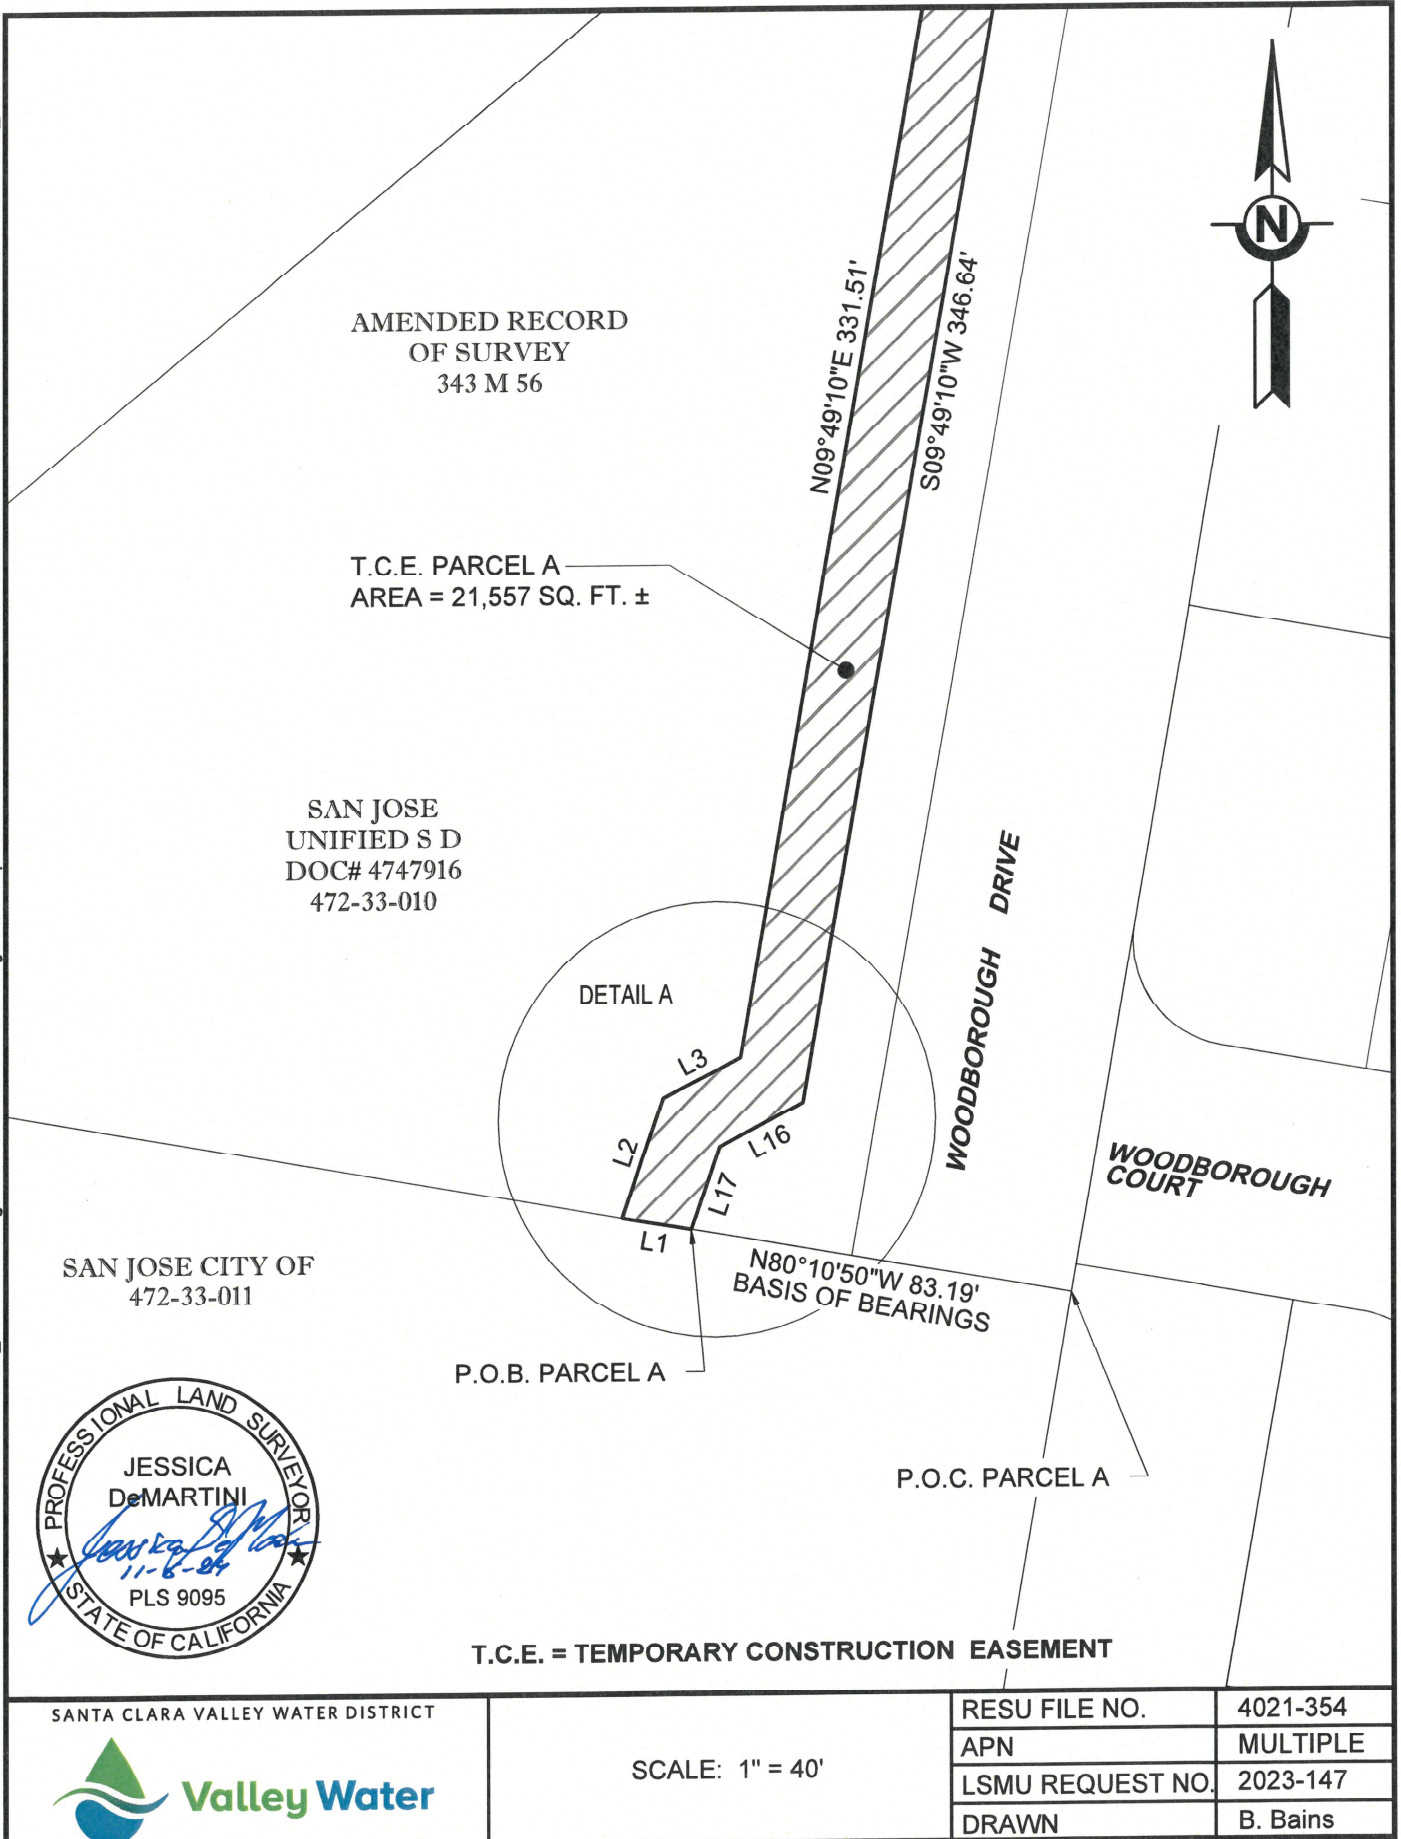 N
AMENDED RECORD
OF SURVEY
343 M 56
N09°49'10"E 331.51'
S09°49'10"W 346.64'
T.C.E. PARCEL A
AREA = 21,557 SQ. FT. ±
SAN JOSE
UNIFIED S D
DOC# 4747916
472-33-010
WOODBOROUGH DRIVE
DETAIL A
L3
L2
L16
L17
L1
WOODBOROUGH
COURT
SAN JOSE CITY OF
472-33-011
N80°10'50"W 83.19'
BASIS OF BEARINGS
P.O.B. PARCEL A
P.O.C. PARCEL A
PROFESSIONAL LAND SURVEYOR
JESSICA
DeMARTINI
11-6-24
PLS 9095
STATE OF CALIFORNIA
T.C.E. = TEMPORARY CONSTRUCTION EASEMENT
SANTA CLARA VALLEY WATER DISTRICT
Valley Water
SCALE: 1" = 40'
RESU FILE NO. 4021-354
APN MULTIPLE
LSMU REQUEST NO. 2023-147
DRAWN B. Bains